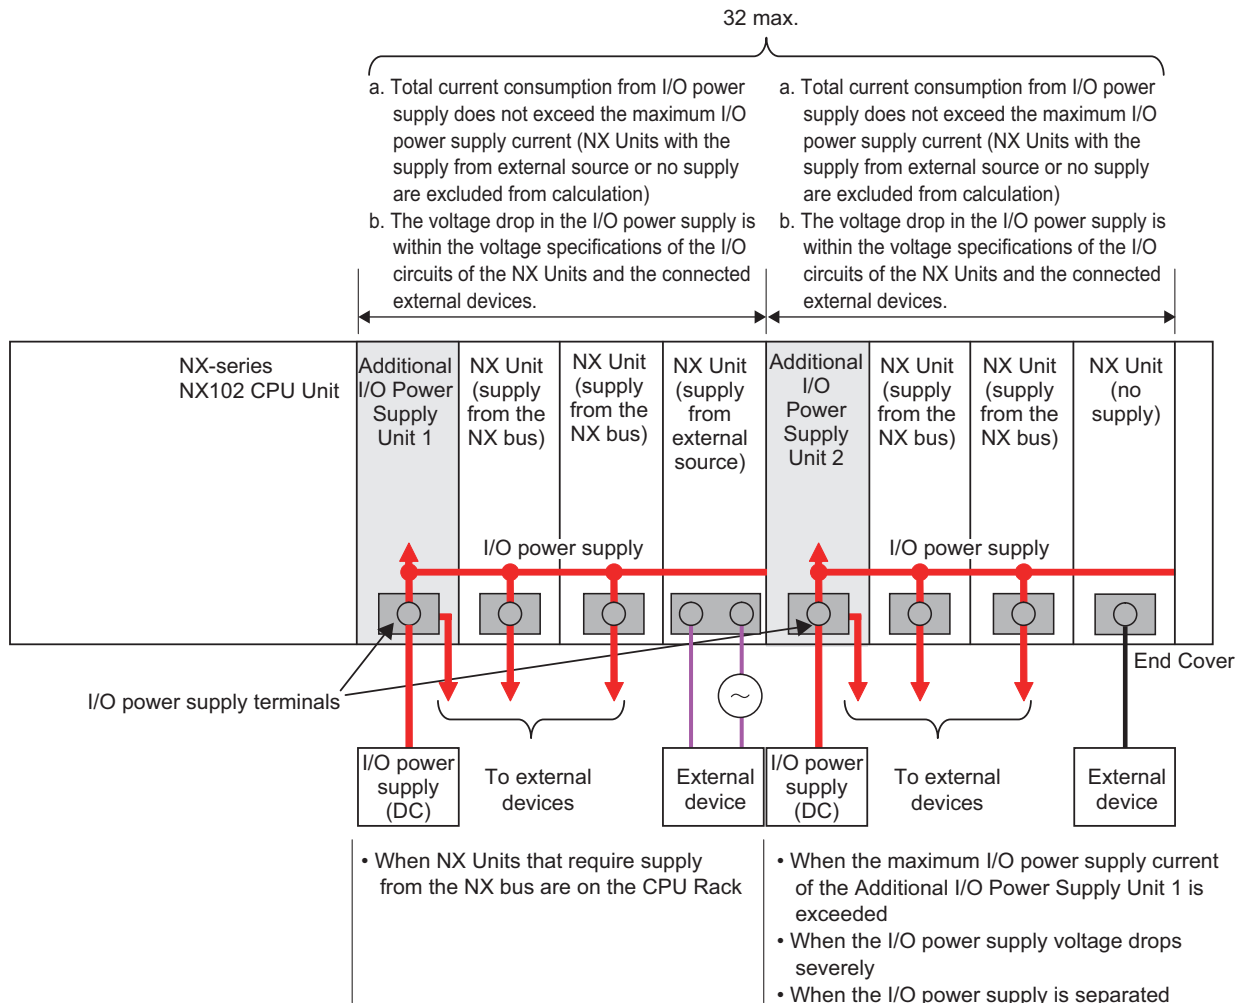 32 max.
a. Total current consumption from I/O power
supply does not exceed the maximum I/O
power supply current (NX Units with the
supply from external source or no supply
are excluded from calculation)
b. The voltage drop in the I/O power supply is
within the voltage specifications of the I/O
circuits of the NX Units and the connected
external devices.
a. Total current consumption from I/O power
supply does not exceed the maximum I/O
power supply current (NX Units with the
supply from external source or no supply
are excluded from calculation)
b. The voltage drop in the I/O power supply is
within the voltage specifications of the I/O
circuits of the NX Units and the connected
external devices.
NX-series
NX102 CPU Unit
Additional
I/O Power
Supply
Unit 1
NX Unit
(supply
from the
NX bus)
NX Unit
(supply
from the
NX bus)
NX Unit
(supply
from
external
source)
Additional
I/O
Power
Supply
Unit 2
NX Unit
(supply
from the
NX bus)
NX Unit
(supply
from the
NX bus)
NX Unit
(no
supply)
I/O power supply
I/O power supply
End Cover
I/O power supply terminals
I/O power
supply
(DC)
To external
devices
External
device
I/O power
supply
(DC)
To external
devices
External
device
• When NX Units that require supply
from the NX bus are on the CPU Rack
• When the maximum I/O power supply current
of the Additional I/O Power Supply Unit 1 is
exceeded
• When the I/O power supply voltage drops
severely
• When the I/O power supply is separated